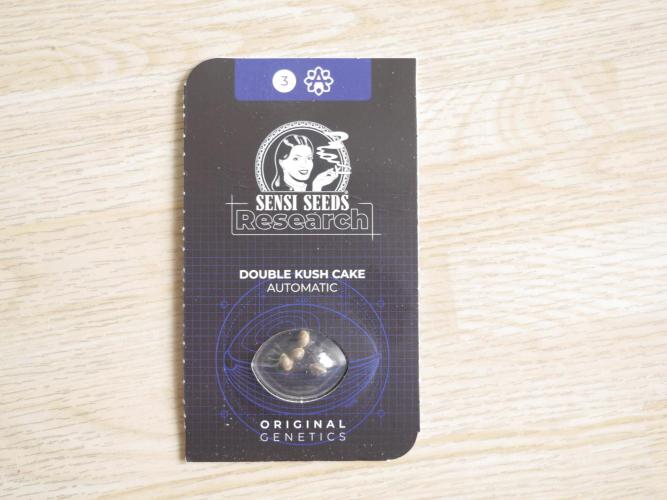 3
SENSI SEEDS
Research
DOUBLE KUSH CAKE
AUTOMATIC
ORIGINAL
GENETICS